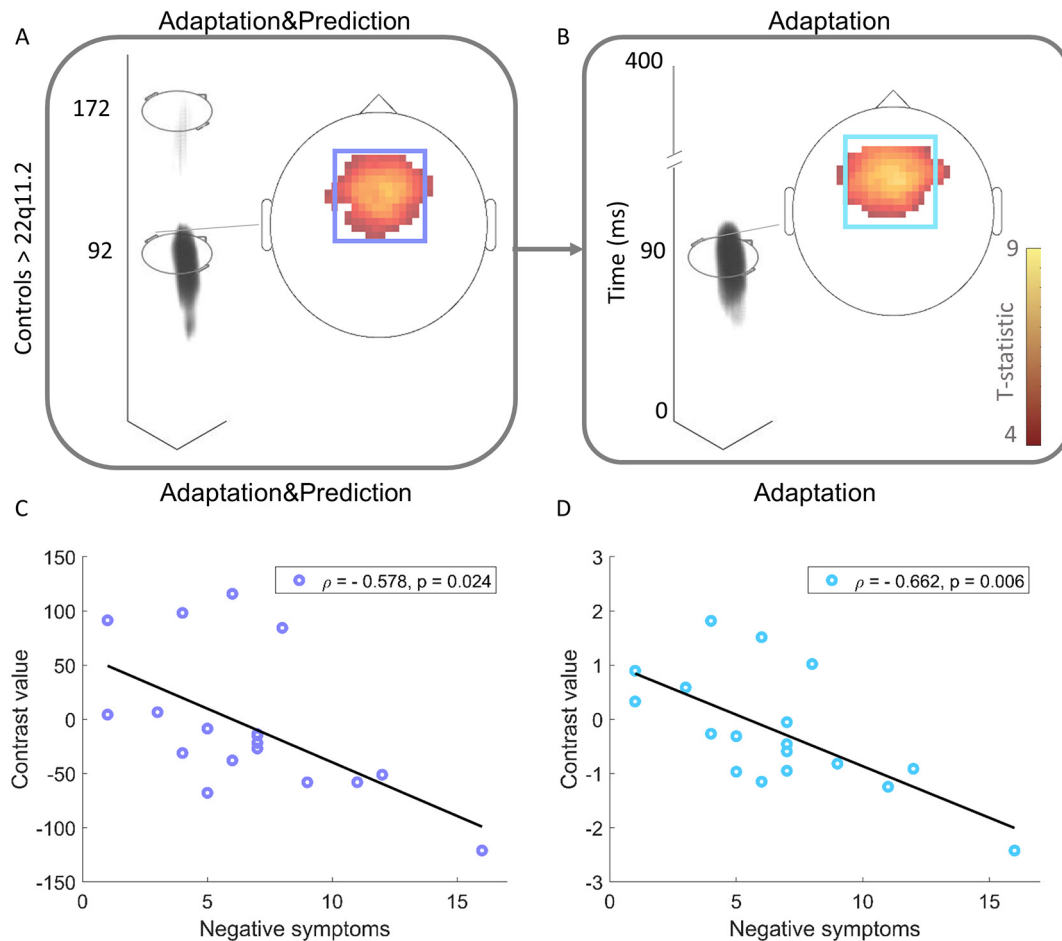 Adaptation&Prediction
Adaptation
A
B
Controls > 22q11.2
172
92
Time (ms)
400
90
0
9
T-statistic
4
Adaptation&Prediction
Adaptation
C
D
ρ = - 0.578, p = 0.024
Contrast value
150
100
50
0
-50
-100
-150
0
5
10
15
Negative symptoms
ρ = - 0.662, p = 0.006
Contrast value
3
2
1
0
-1
-2
-3
0
5
10
15
Negative symptoms